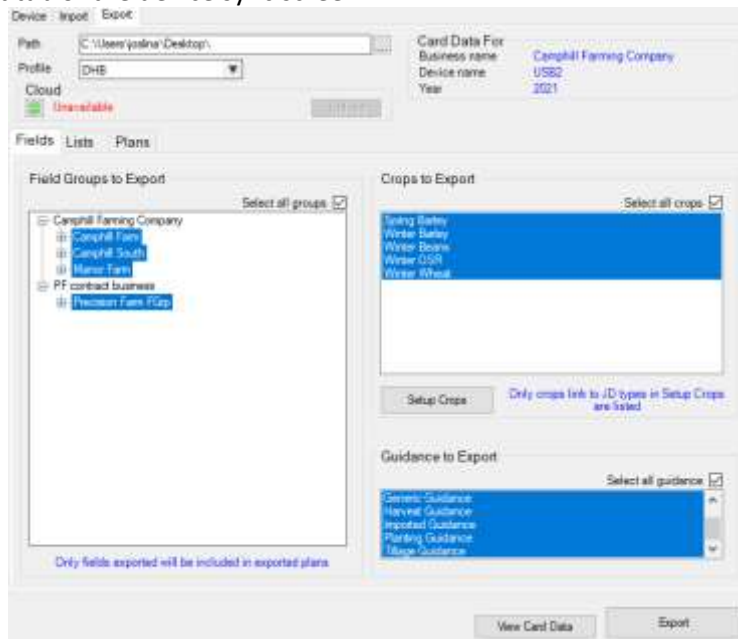 Device Import Export
Path C:\Users\joslina\Desktop\
Profile DHB
Cloud
Unavailable
Card Data For
Business name Camphill Farming Company
Device name USB2
Year 2021
Fields Lists Plans
Field Groups to Export
Select all groups
Camphill Farming Company
Camphill Farm
Camphill South
Manor Farm
PF contract business
Precision Farm FGrp
Only fields exported will be included in exported plans
Crops to Export
Select all crops
Spring Barley
Winter Barley
Winter Beans
Winter OSR
Winter Wheat
Setup Crops
Only crops link to JD types in Setup Crops
are listed
Guidance to Export
Select all guidance
Generic Guidance
Harvest Guidance
Imported Guidance
Planting Guidance
Tillage Guidance
View Card Data
Export